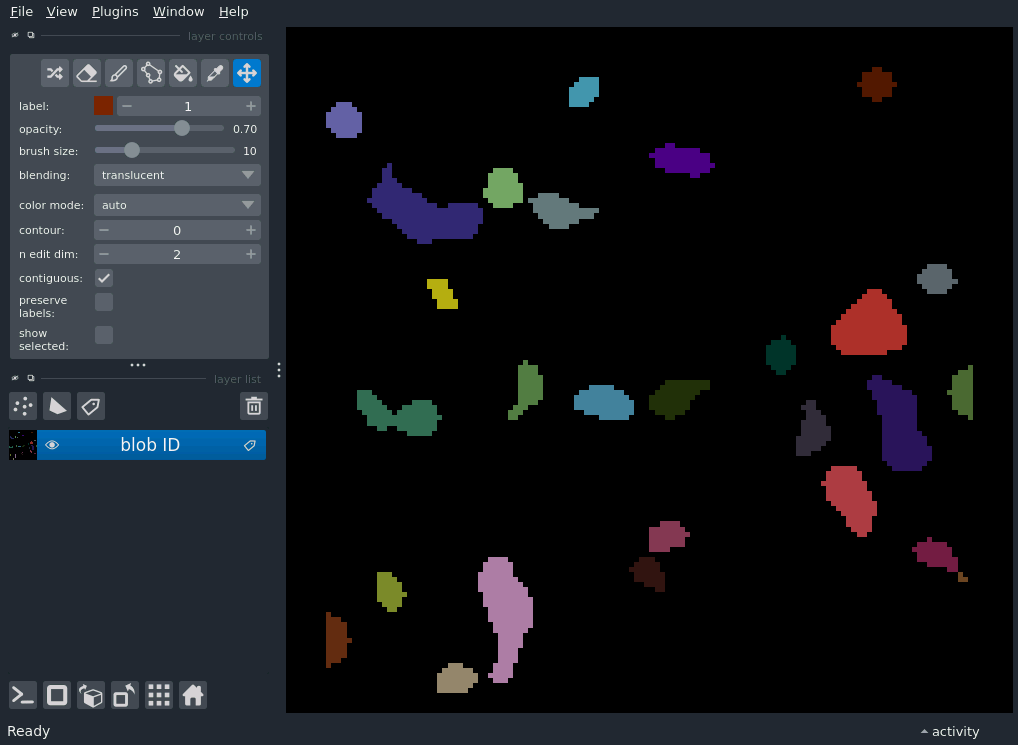 File View Plugins Window Help
layer controls
label: 1
opacity: 0.70
brush size: 10
blending: translucent
color mode: auto
contour: 0
n edit dim: 2
contiguous:
preserve
labels:
show
selected:
layer list
blob ID
Ready
activity